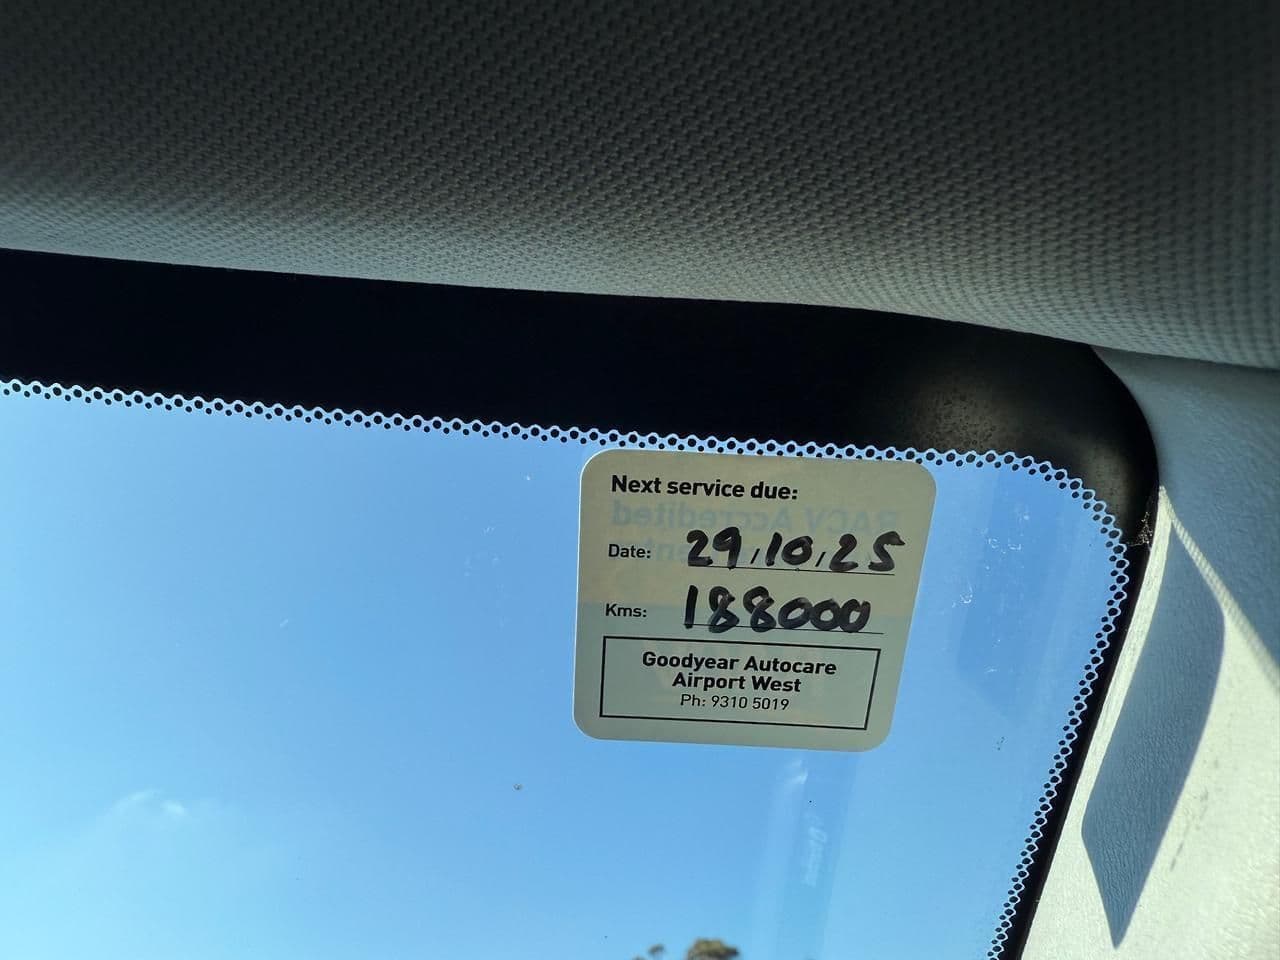 Next service due:
Date: 29/10/25
Kms: 188000
Goodyear Autocare
Airport West
Ph: 9310 5019